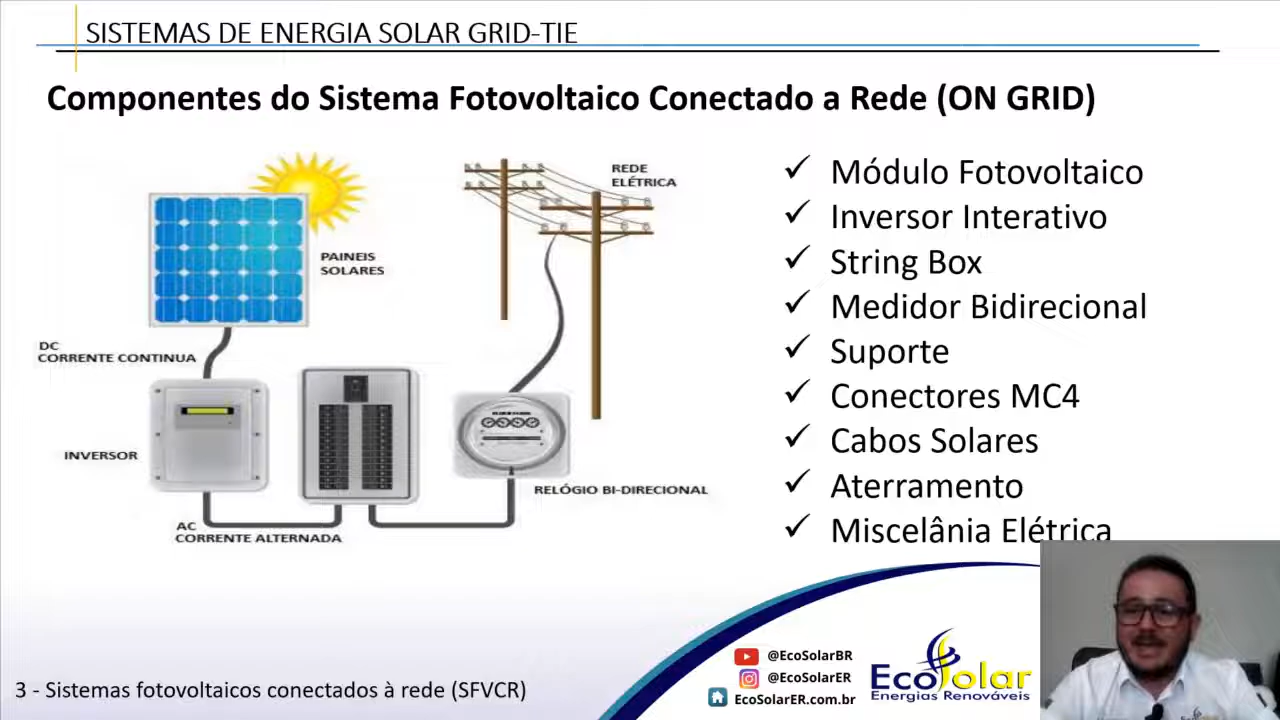 SISTEMAS DE ENERGIA SOLAR GRID-TIE
Componentes do Sistema Fotovoltaico Conectado a Rede (ON GRID)
REDE
ELÉTRICA
PAINEIS
SOLARES
DC
CORRENTE CONTINUA
INVERSOR
RELÓGIO BI-DIRECIONAL
AC
CORRENTE ALTERNADA
✓ Módulo Fotovoltaico
✓ Inversor Interativo
✓ String Box
✓ Medidor Bidirecional
✓ Suporte
✓ Conectores MC4
✓ Cabos Solares
✓ Aterramento
✓ Miscelânia Elétrica
@EcoSolarBR
@EcoSolarER
EcoSolarER.com.br
EcoSolar
Energias Renováveis
3 - Sistemas fotovoltaicos conectados à rede (SFVCR)